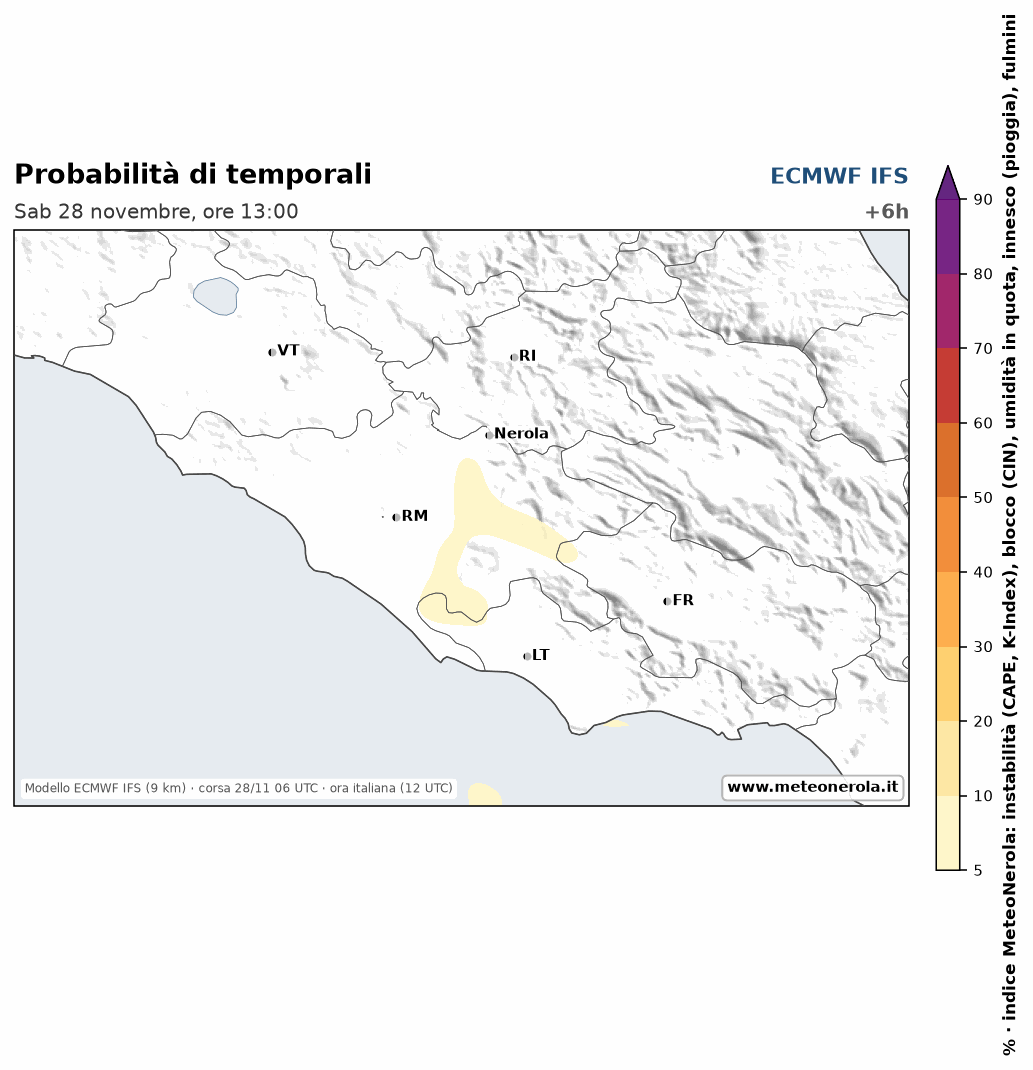 Probabilità di temporali
ECMWF IFS
Sab 28 novembre, ore 13:00
+6h
VT
RI
Nerola
RM
FR
LT
Modello ECMWF IFS (9 km) · corsa 28/11 06 UTC · ora italiana (12 UTC)
www.meteonerola.it
90
80
70
60
50
40
30
20
10
5
% · indice MeteoNerola: instabilità (CAPE, K-Index), blocco (CIN), umidità in quota, innesco (pioggia), fulmini